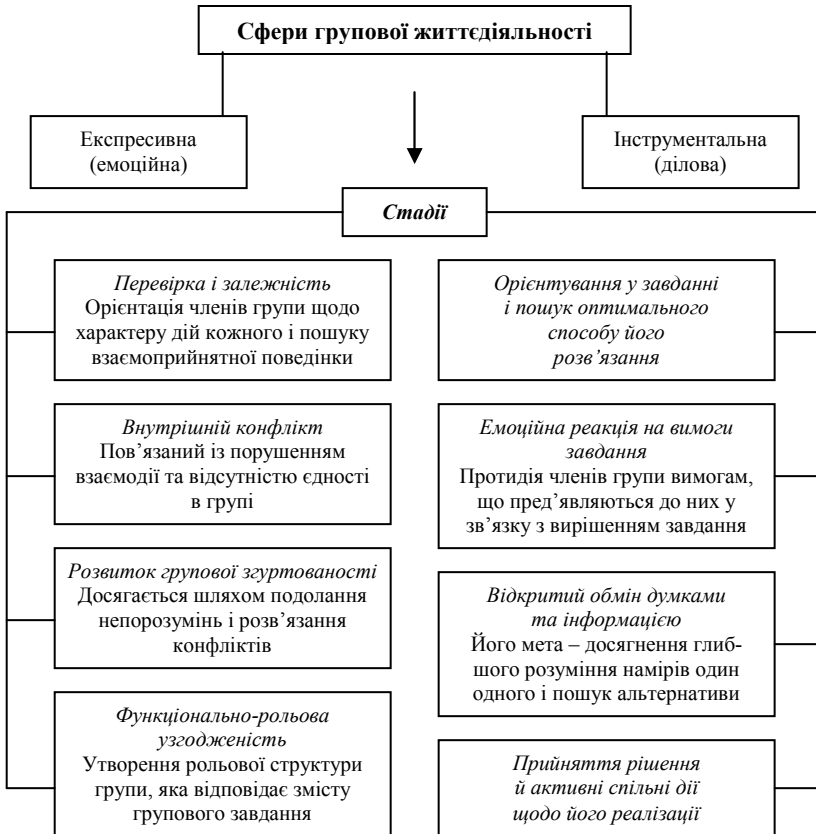 Сфери групової життєдіяльності
Експресивна
(емоційна)
Інструментальна
(ділова)
Стадії
Перевірка і залежність
Орієнтація членів групи щодо
характеру дій кожного і пошуку
взаємоприйнятної поведінки
Орієнтування у завданні
і пошук оптимального
способу його
розв’язання
Внутрішній конфлікт
Пов’язаний із порушенням
взаємодії та відсутністю єдності
в групі
Емоційна реакція на вимоги
завдання
Протидія членів групи вимогам,
що пред’являються до них у
зв’язку з вирішенням завдання
Розвиток групової згуртованості
Досягається шляхом подолання
непорозумінь і розв’язання
конфліктів
Відкритий обмін думками
та інформацією
Його мета – досягнення глиб-
шого розуміння намірів один
одного і пошук альтернативи
Функціонально-рольова
узгодженість
Утворення рольової структури
групи, яка відповідає змісту
групового завдання
Прийняття рішення
й активні спільні дії
щодо його реалізації